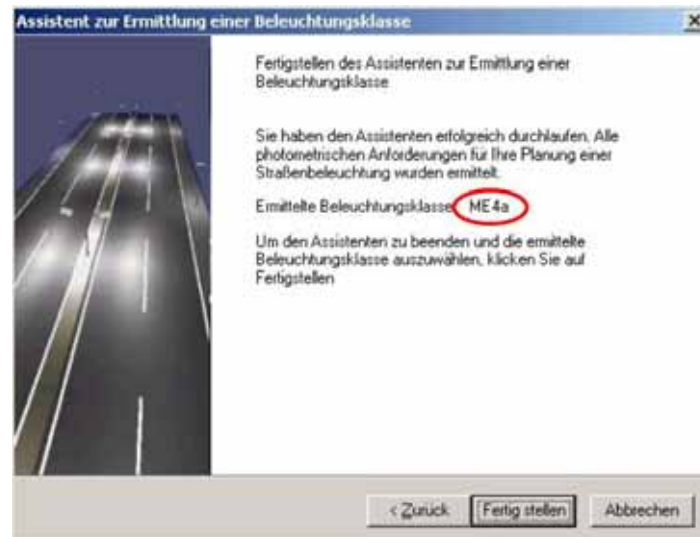 Assistent zur Ermittlung einer Beleuchtungsklasse
Fertigstellen des Assistenten zur Ermittlung einer
Beleuchtungsklasse
Sie haben den Assistenten erfolgreich durchlaufen. Alle
photometrischen Anforderungen für Ihre Planung einer
Straßenbeleuchtung wurden ermittelt.
Ermittelte Beleuchtungsklasse ME4a
Um den Assistenten zu beenden und die ermittelte
Beleuchtungsklasse auszuwählen, klicken Sie auf
Fertigstellen
< Zurück Fertig stellen Abbrechen